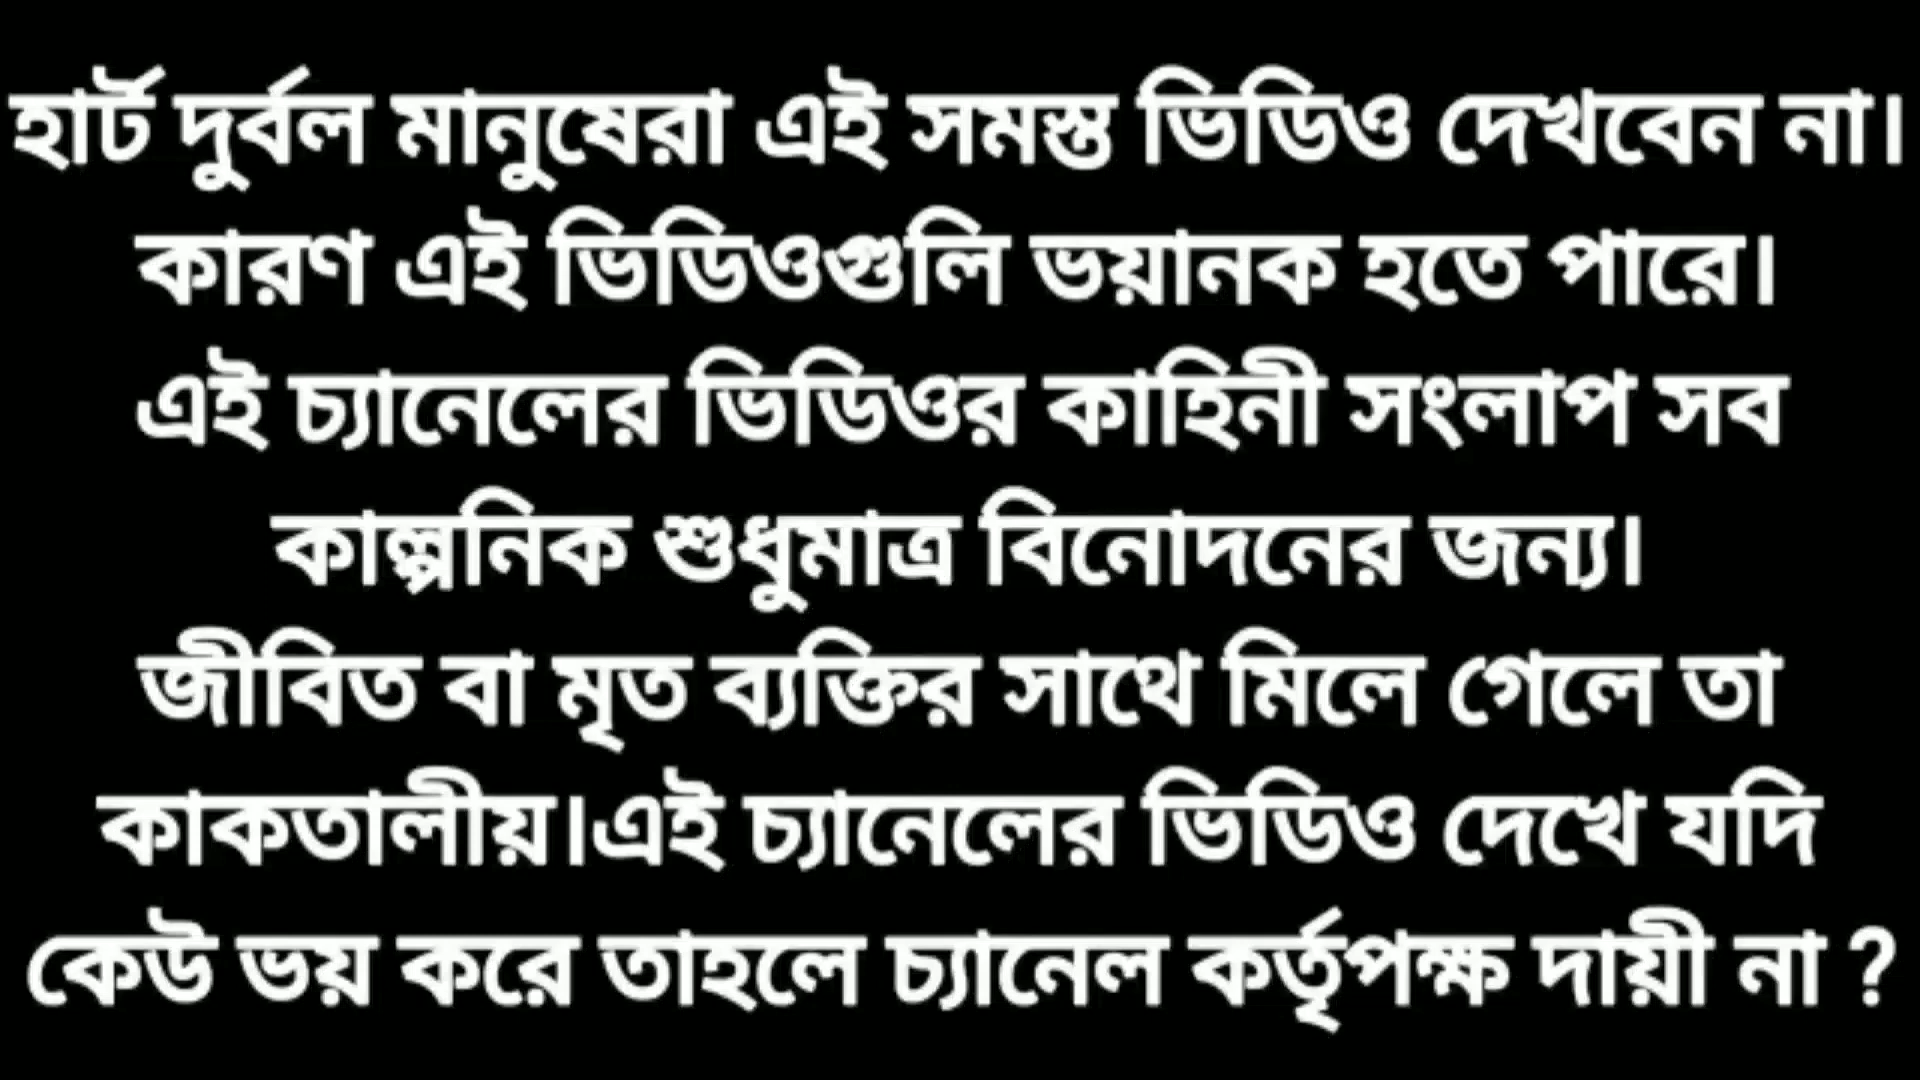 হার্ট দুর্বল মানুষেরা এই সমস্ত ভিডিও দেখবেন না।
কারণ এই ভিডিওগুলি ভয়ানক হতে পারে।
এই চ্যানেলের ভিডিওর কাহিনী সংলাপ সব
কাল্পনিক শুধুমাত্র বিনোদনের জন্য।
জীবিত বা মৃত ব্যক্তির সাথে মিলে গেলে তা
কাকতালীয়।এই চ্যানেলের ভিডিও দেখে যদি
কেউ ভয় করে তাহলে চ্যানেল কর্তৃপক্ষ দায়ী না ?